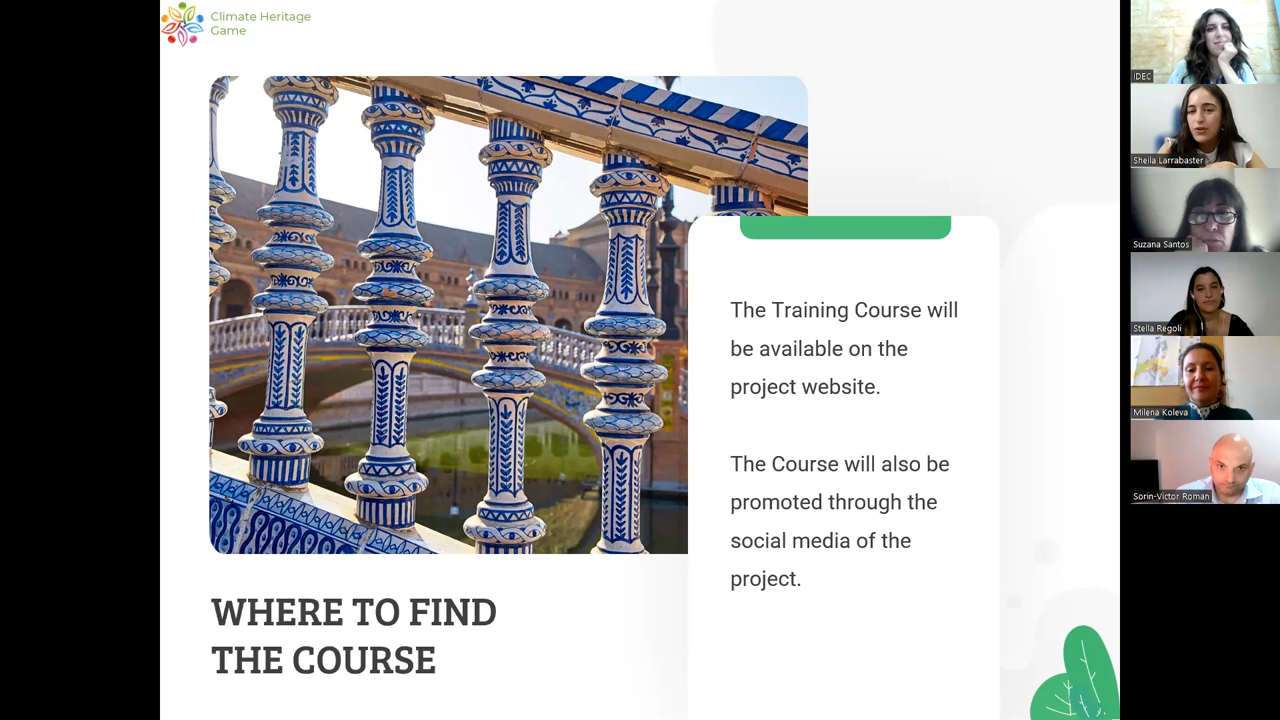 Climate Heritage
Game
The Training Course will
be available on the
project website.
The Course will also be
promoted through the
social media of the
project.
WHERE TO FIND
THE COURSE
IDEC
Sheila Larrabaster
Suzana Santos
Stella Regoli
Milena Koleva
Sorin-Victor Roman